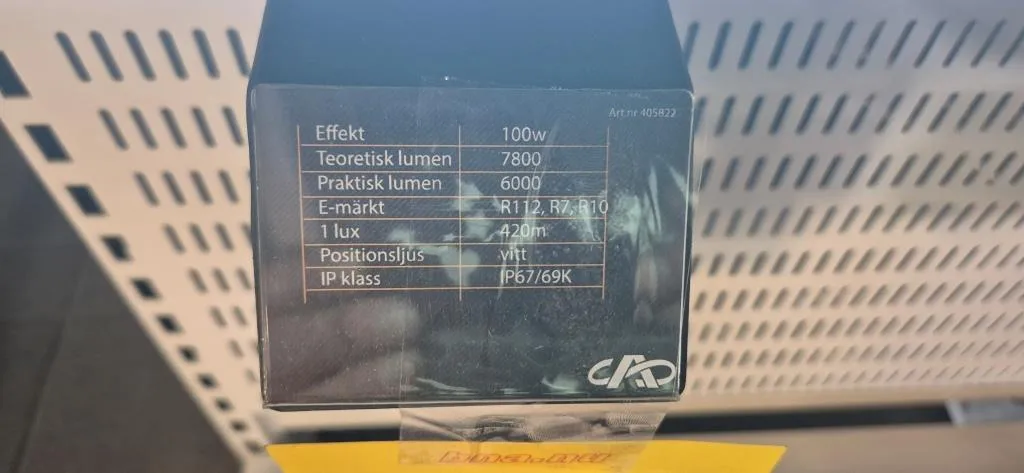 Art.nr 405822
Effekt 100w
Teoretisk lumen 7800
Praktisk lumen 6000
E-märkt R112, R7, R10
1 lux 420m
Positionsljus vitt
IP klass IP67/69K